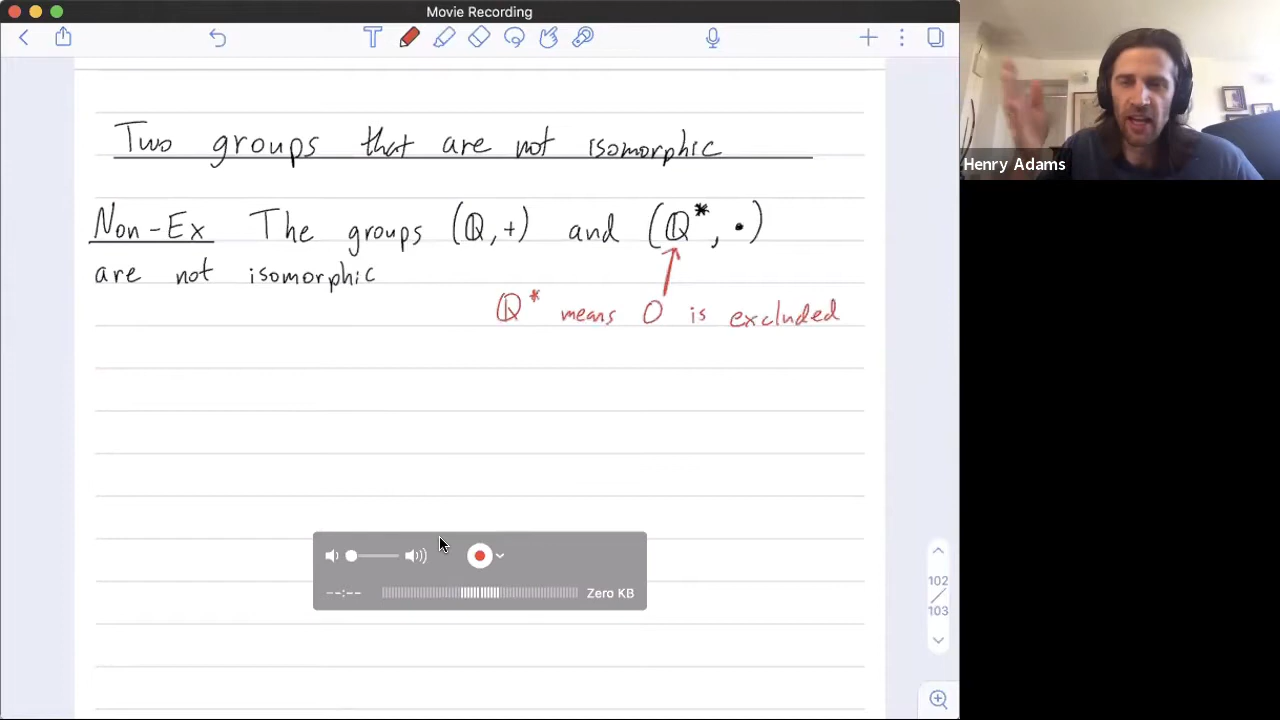 Movie Recording
Henry Adams
Two groups that are not isomorphic
Non-Ex The groups (ℚ, +) and (ℚ*, •)
are not isomorphic
ℚ* means 0 is excluded
--:-- Zero KB
102
103